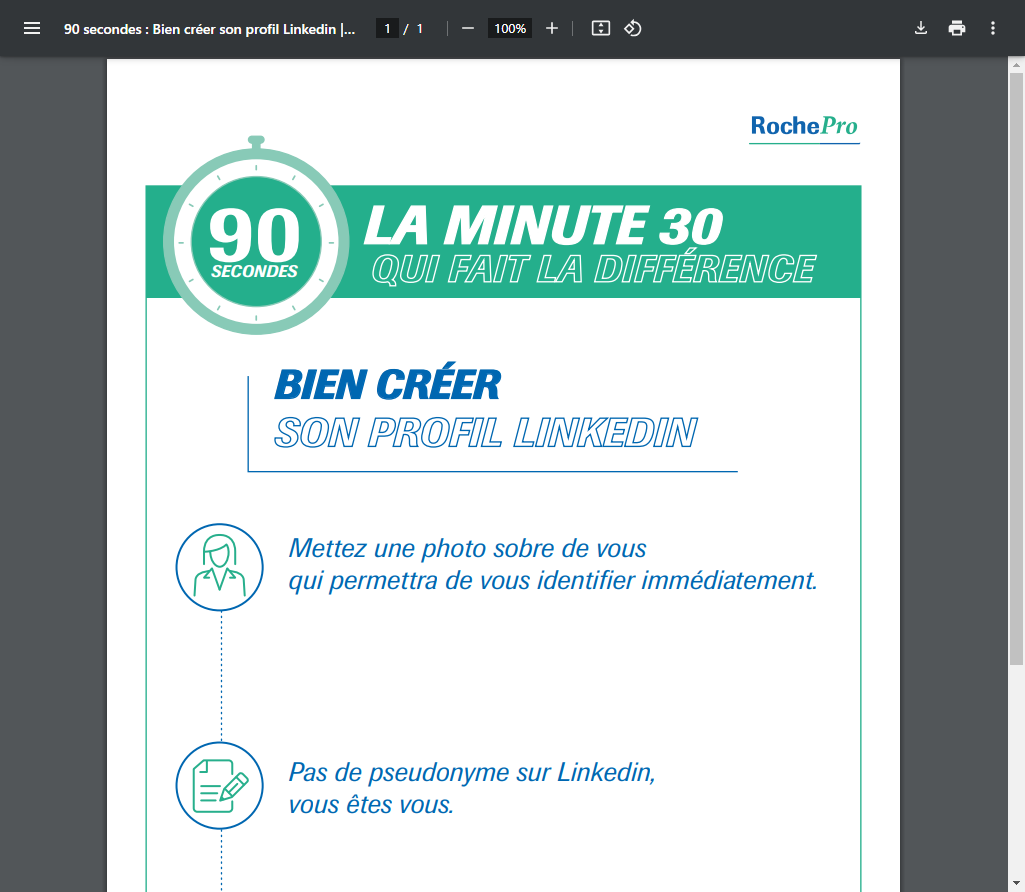 90 secondes : Bien créer son profil Linkedin |...
1 / 1
100%
RochePro
90
SECONDES
LA MINUTE 30
QUI FAIT LA DIFFÉRENCE
BIEN CRÉER
SON PROFIL LINKEDIN
Mettez une photo sobre de vous
qui permettra de vous identifier immédiatement.
Pas de pseudonyme sur Linkedin,
vous êtes vous.